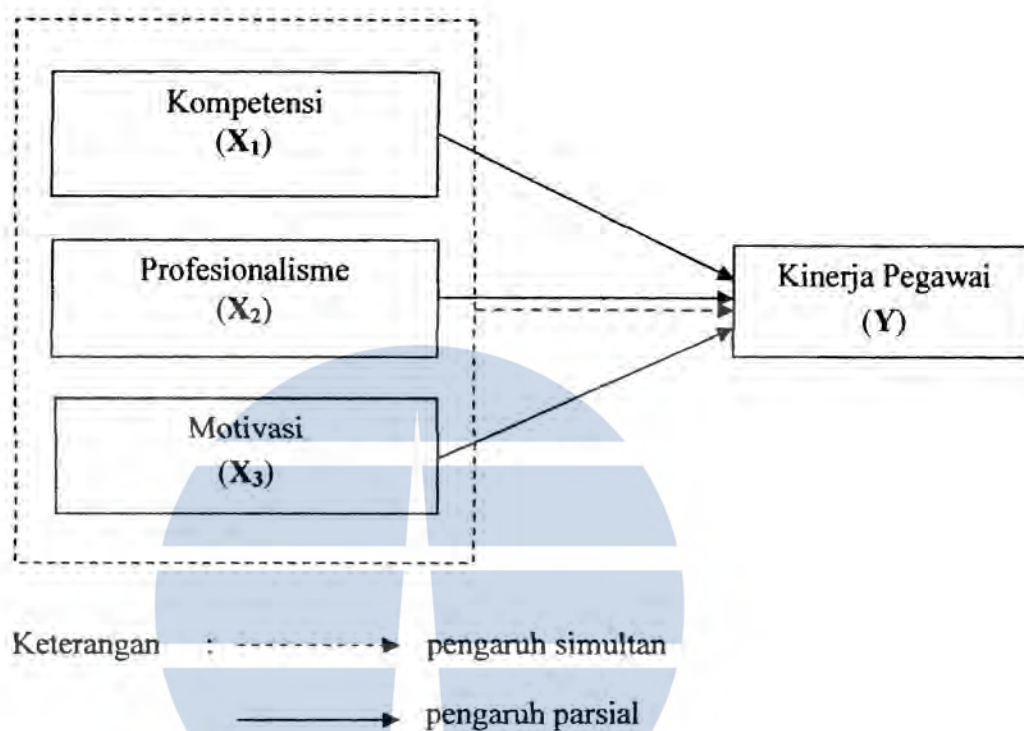 Kompetensi
(X₁)
Profesionalisme
(X₂)
Motivasi
(X₃)
Kinerja Pegawai
(Y)
Keterangan : pengaruh simultan
pengaruh parsial